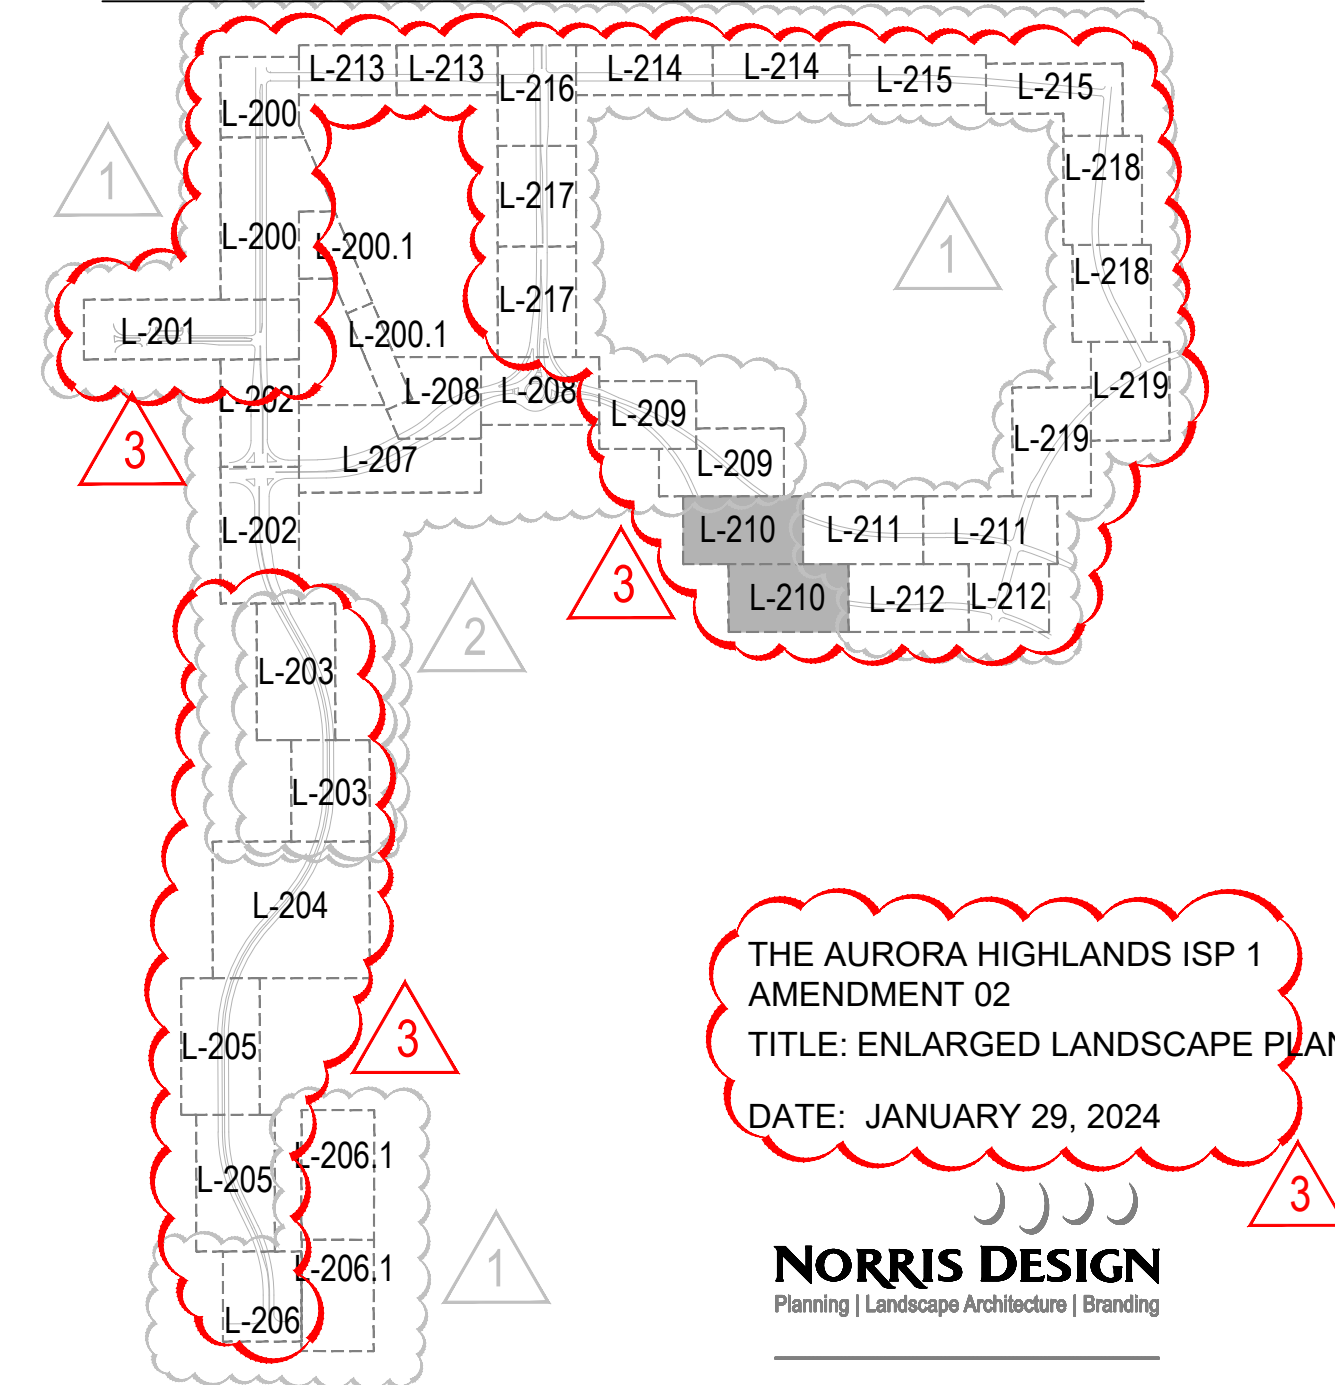 L-213
L-213
L-216
L-214
L-214
L-215
L-215
L-200
1
L-218
L-217
L-200
L-200.1
1
L-218
L-217
L-201
L-200.1
L-208
L-208
L-219
L-202
L-209
3
L-207
L-209
L-219
L-202
L-210
L-211
L-211
3
L-210
L-212
L-212
2
L-203
L-203
L-204
THE AURORA HIGHLANDS ISP 1
AMENDMENT 02
3
L-205
TITLE: ENLARGED LANDSCAPE PLAN
DATE: JANUARY 29, 2024
L-206.1
L-205
3
L-206.1
1
L-206
NORRIS DESIGN
Planning | Landscape Architecture | Branding